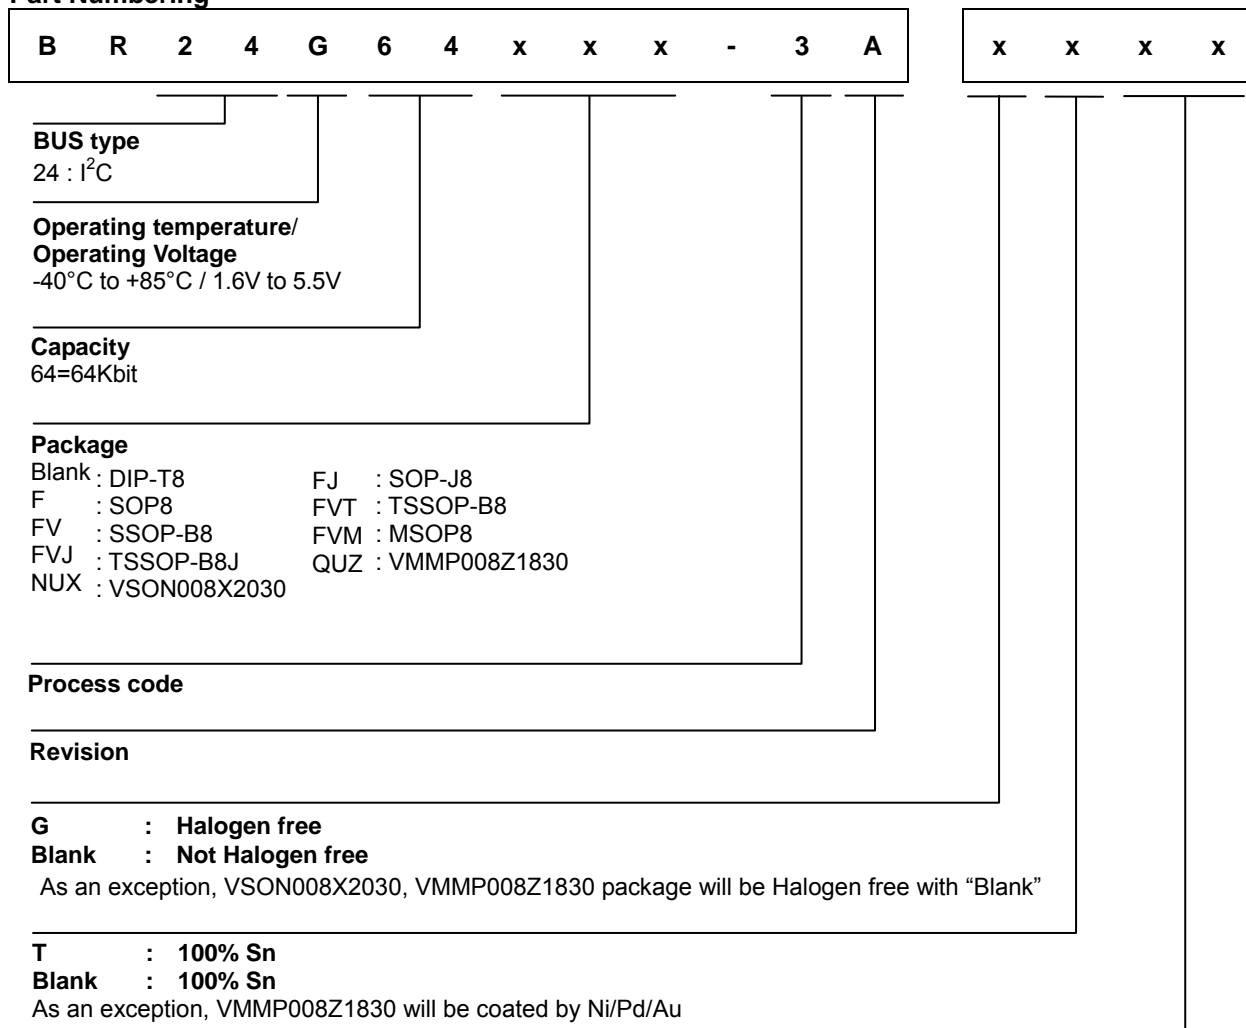 B R 2 4 G 6 4 x x x - 3 A x x x x
BUS type
24 : I²C
Operating temperature/
Operating Voltage
-40°C to +85°C / 1.6V to 5.5V
Capacity
64=64Kbit
Package
Blank : DIP-T8 FJ : SOP-J8
F : SOP8 FVT : TSSOP-B8
FV : SSOP-B8 FVM : MSOP8
FVJ : TSSOP-B8J QUZ : VMMP008Z1830
NUX : VSON008X2030
Process code
Revision
G : Halogen free
Blank : Not Halogen free
As an exception, VSON008X2030, VMMP008Z1830 package will be Halogen free with “Blank”
T : 100% Sn
Blank : 100% Sn
As an exception, VMMP008Z1830 will be coated by Ni/Pd/Au